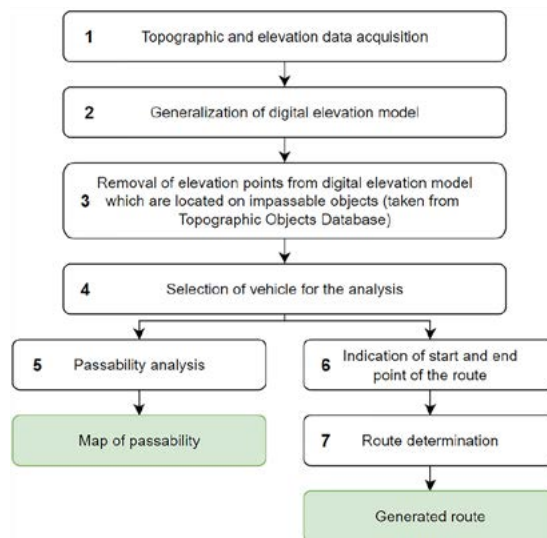 1 Topographic and elevation data acquisition
2 Generalization of digital elevation model
Removal of elevation points from digital elevation model
3 which are located on impassable objects (taken from
Topographic Objects Database)
4 Selection of vehicle for the analysis
5 Passability analysis
6 Indication of start and end
point of the route
Map of passability
7 Route determination
Generated route